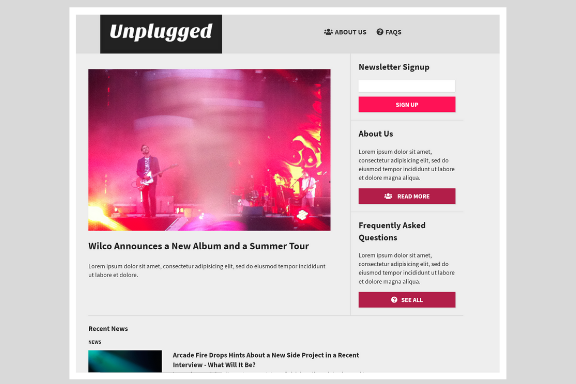 Unplugged
ABOUT US
FAQS
Wilco Announces a New Album and a Summer Tour
Lorem ipsum dolor sit amet, consectetur adipisicing elit, sed do eiusmod tempor incididunt
ut labore et dolore.
Newsletter Signup
SIGN UP
About Us
Lorem ipsum dolor sit amet,
consectetur adipisicing elit, sed do
eiusmod tempor incididunt ut labore
et dolore magna aliqua.
READ MORE
Frequently Asked
Questions
Lorem ipsum dolor sit amet,
consectetur adipisicing elit, sed do
eiusmod tempor incididunt ut labore
et dolore magna aliqua.
SEE ALL
Recent News
NEWS
Arcade Fire Drops Hints About a New Side Project in a Recent
Interview - What Will It Be?